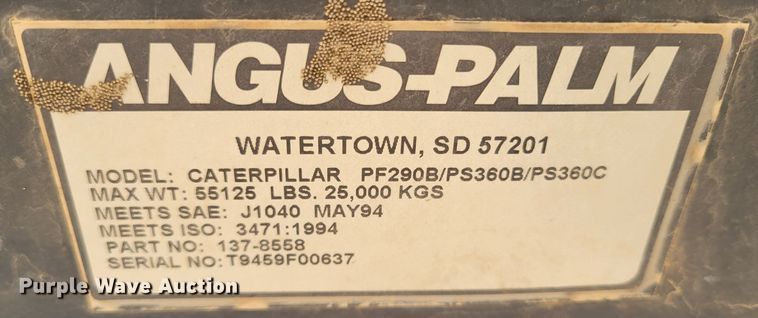 ANGUS-PALM
WATERTOWN, SD 57201
MODEL: CATERPILLAR PF290B/PS360B/PS360C
MAX WT: 55125 LBS. 25,000 KGS
MEETS SAE: J1040 MAY94
MEETS ISO: 3471:1994
PART NO: 137-8558
SERIAL NO: T9459F00637
Purple Wave Auction